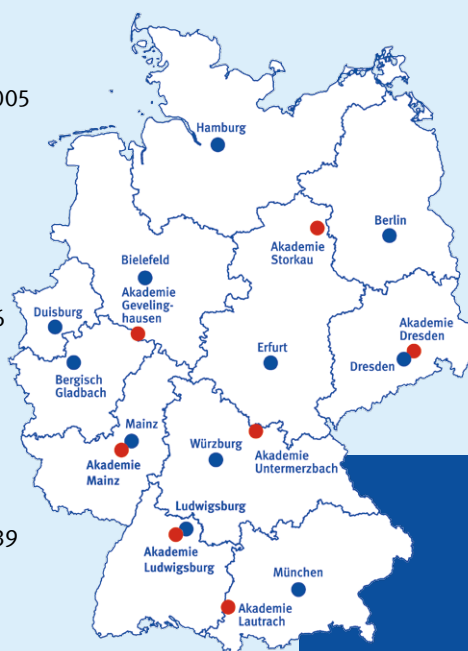 005
Hamburg
Berlin
Akademie
Storkau
Bielefeld
Akademie
Geveling-
hausen
Duisburg
Akademie
Dresden
Dresden
Erfurt
Bergisch
Gladbach
Mainz
Akademie
Mainz
Würzburg
Akademie
Untermerzbach
Ludwigsburg
Akademie
Ludwigsburg
39
München
Akademie
Lautrach